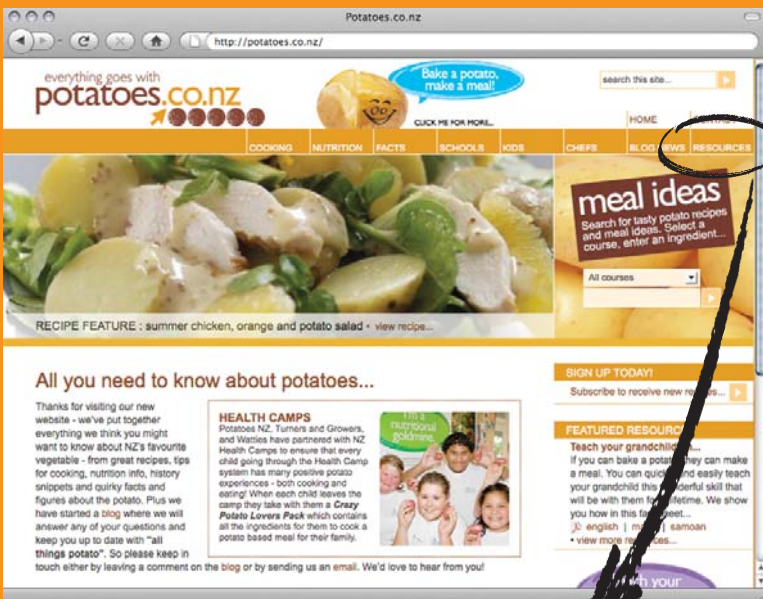 Potatoes.co.nz
http://potatoes.co.nz/
everything goes with
potatoes.co.nz
Bake a potato,
make a meal!
CLICK ME FOR MORE...
search this site...
HOME
COOKING NUTRITION FACTS SCHOOLS KIDS CHEFS BLOG NEWS RESOURCES
meal ideas
Search for tasty potato recipes
and meal ideas. Select a
course, enter an ingredient...
All courses
RECIPE FEATURE : summer chicken, orange and potato salad • view recipe...
All you need to know about potatoes...
Thanks for visiting our new
website - we've put together
everything we think you might
want to know about NZ's favourite
vegetable - from great recipes, tips
for cooking, nutrition info, history
snippets and quirky facts and
figures about the potato. Plus we
have started a blog where we will
answer any of your questions and
keep you up to date with "all
things potato". So please keep in
touch either by leaving a comment on the blog or by sending us an email. We'd love to hear from you!
HEALTH CAMPS
Potatoes NZ, Turners and Growers,
and Watties have partnered with NZ
Health Camps to ensure that every
child going through the Health Camp
system has many positive potato
experiences - both cooking and
eating! When each child leaves the
camp they take with them a Crazy
Potato Lovers Pack which contains
all the ingredients for them to cook a
potato based meal for their family.
I'm a
nutritional
goldmine.
SIGN UP TODAY!
Subscribe to receive new
FEATURED
Teach your
If you can bake a potato they can make
a meal. You can and easily teach
your grandchild this skill that
will be with them lifetime. We show
you how in this
english | | samoan
• view more
your